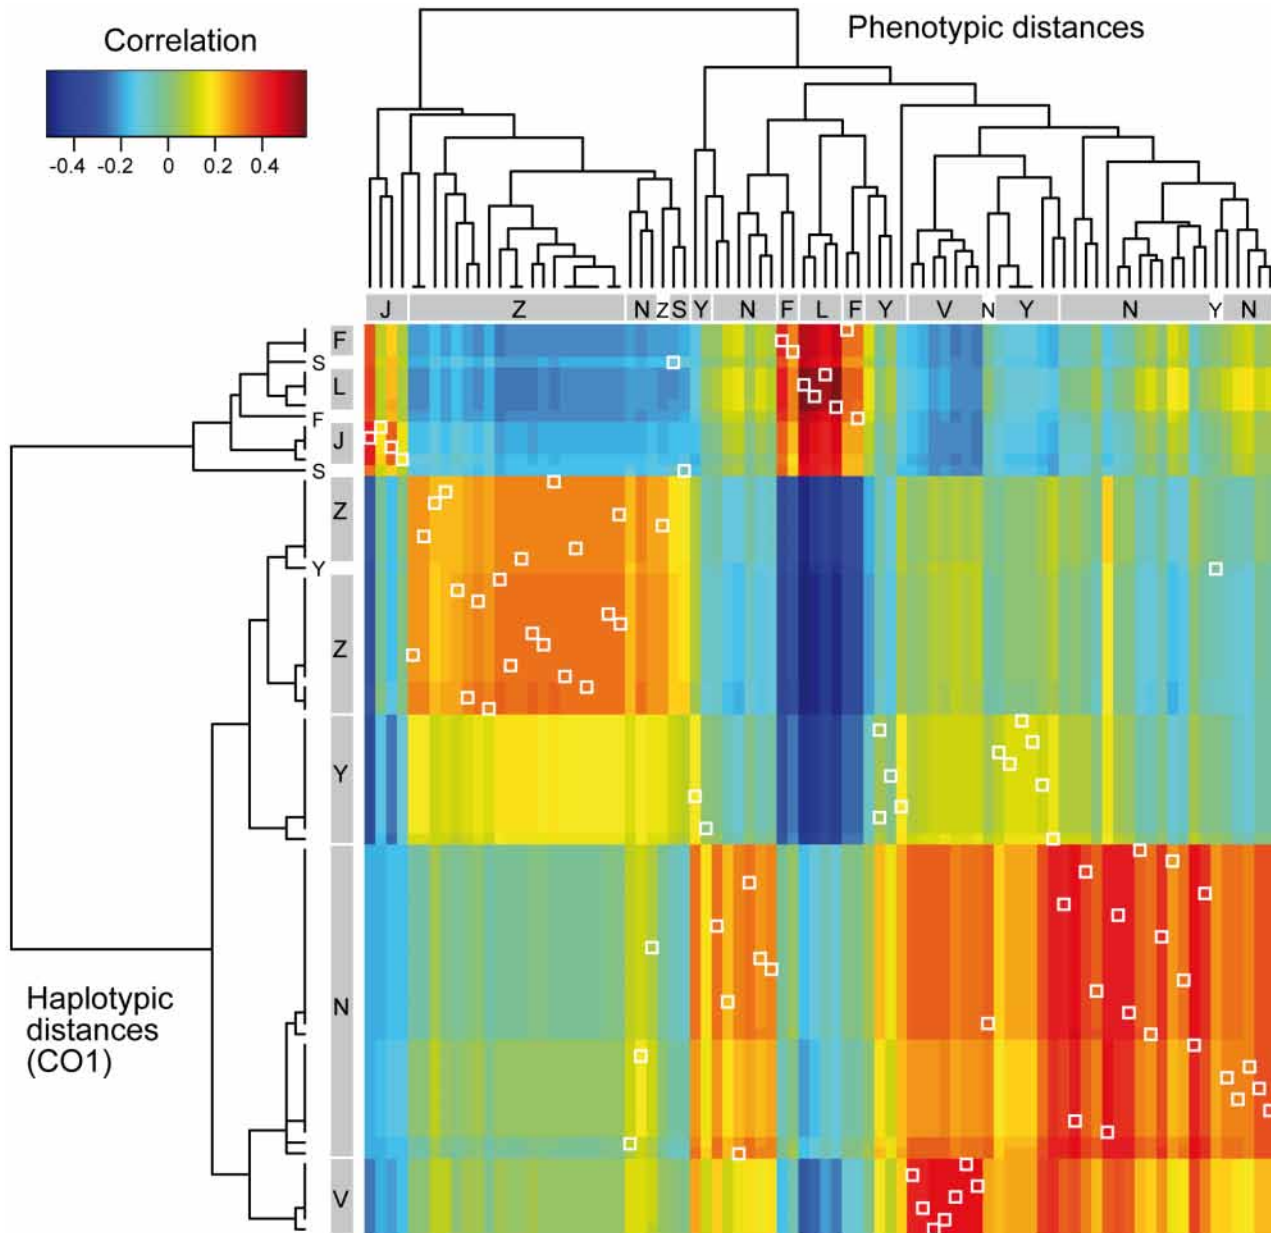 Correlation
-0.4 -0.2 0 0.2 0.4
Phenotypic distances
J Z N Z S Y N F L F Y V N Y N Y N
F
S
L
F
J
S
Z
Y
Z
Y
N
V
Haplotypic
distances
(CO1)